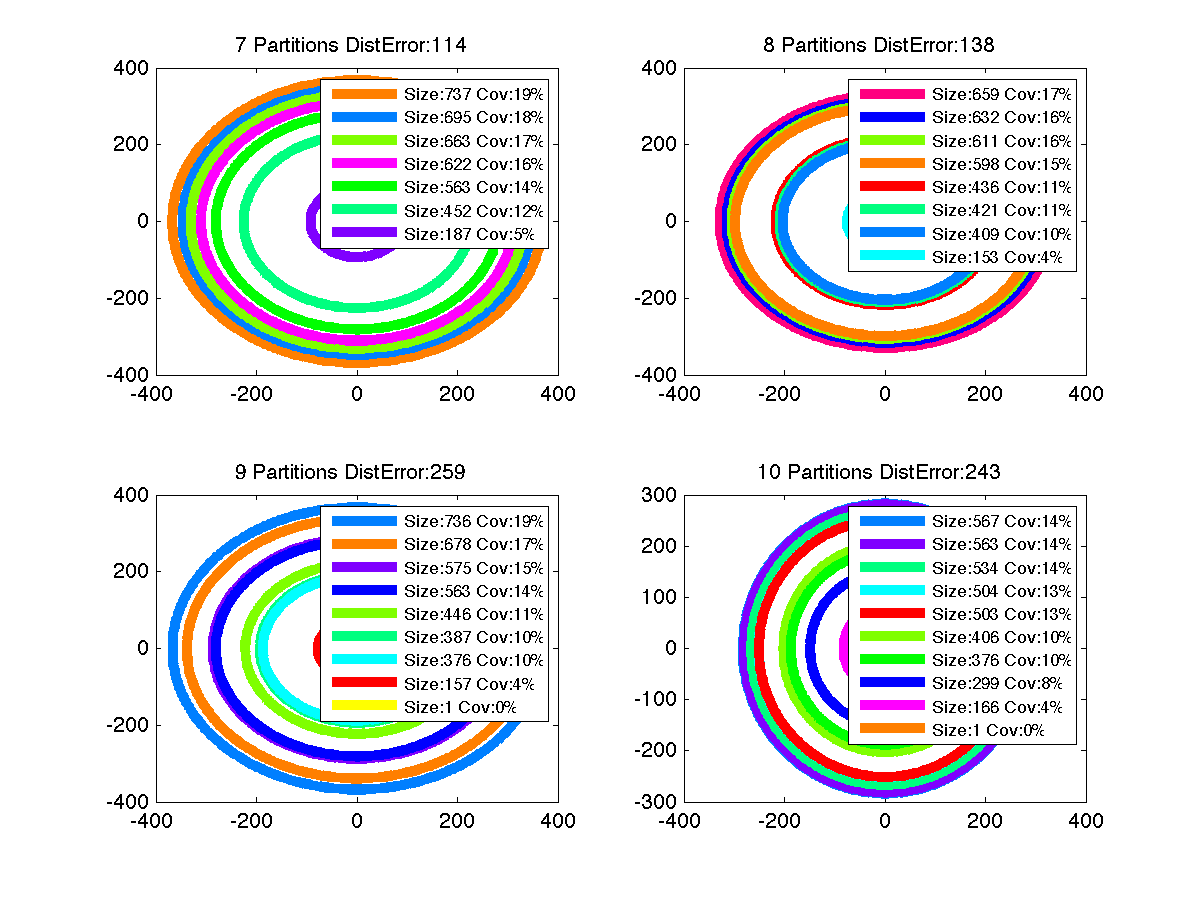 7 Partitions DistError:114
400
200
0
-200
-400
-400 -200 0 200 400
Size:737 Cov:19%
Size:695 Cov:18%
Size:663 Cov:17%
Size:622 Cov:16%
Size:563 Cov:14%
Size:452 Cov:12%
Size:187 Cov:5%
8 Partitions DistError:138
400
200
0
-200
-400
-400 -200 0 200 400
Size:659 Cov:17%
Size:632 Cov:16%
Size:611 Cov:16%
Size:598 Cov:15%
Size:436 Cov:11%
Size:421 Cov:11%
Size:409 Cov:10%
Size:153 Cov:4%
9 Partitions DistError:259
400
200
0
-200
-400
-400 -200 0 200 400
Size:736 Cov:19%
Size:678 Cov:17%
Size:575 Cov:15%
Size:563 Cov:14%
Size:446 Cov:11%
Size:387 Cov:10%
Size:376 Cov:10%
Size:157 Cov:4%
Size:1 Cov:0%
10 Partitions DistError:243
300
200
100
0
-100
-200
-300
-400 -200 0 200 400
Size:567 Cov:14%
Size:563 Cov:14%
Size:534 Cov:14%
Size:504 Cov:13%
Size:503 Cov:13%
Size:406 Cov:10%
Size:376 Cov:10%
Size:299 Cov:8%
Size:166 Cov:4%
Size:1 Cov:0%